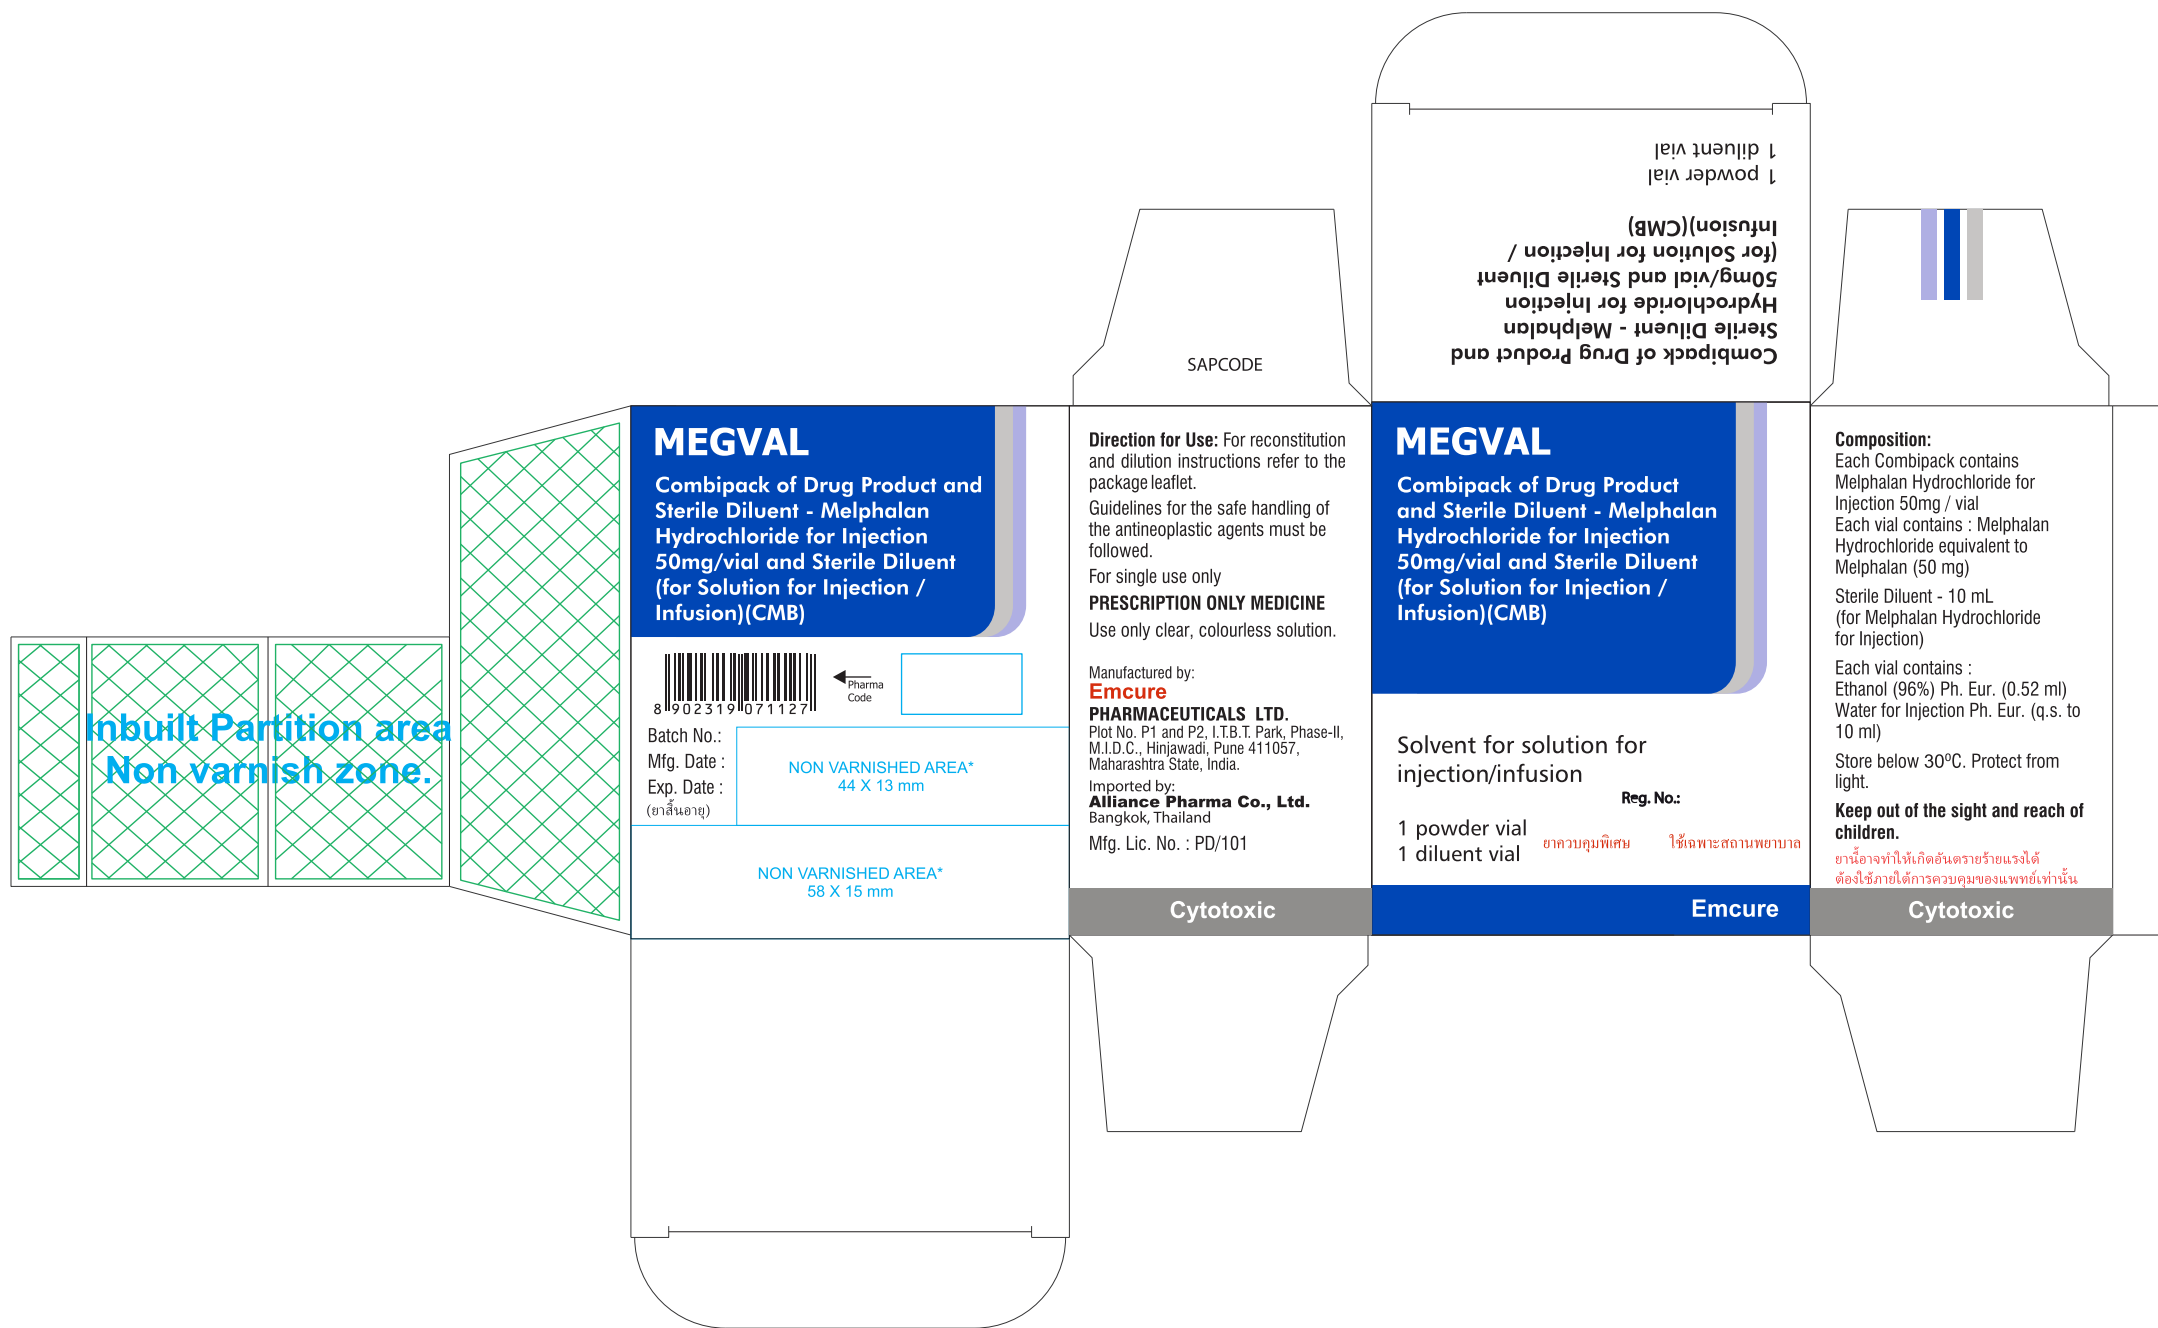 1 diluent vial
1 powder vial
Infusion)(CMB)
(for Solution for Injection /
50mg/vial and Sterile Diluent
Hydrochloride for Injection
Sterile Diluent - Melphalan
Combipack of Drug Product and
SAPCODE
Inbuilt Partition area
Non varnish zone.
MEGVAL
Combipack of Drug Product and
Sterile Diluent - Melphalan
Hydrochloride for Injection
50mg/vial and Sterile Diluent
(for Solution for Injection /
Infusion)(CMB)
8 902319 071127
Pharma
Code
Batch No.:
Mfg. Date :
Exp. Date :
(ยาสิ้นอายุ)
NON VARNISHED AREA*
44 X 13 mm
NON VARNISHED AREA*
58 X 15 mm
Direction for Use: For reconstitution
and dilution instructions refer to the
package leaflet.
Guidelines for the safe handling of
the antineoplastic agents must be
followed.
For single use only
PRESCRIPTION ONLY MEDICINE
Use only clear, colourless solution.
Manufactured by:
Emcure
PHARMACEUTICALS LTD.
Plot No. P1 and P2, I.T.B.T. Park, Phase-II,
M.I.D.C., Hinjawadi, Pune 411057,
Maharashtra State, India.
Imported by:
Alliance Pharma Co., Ltd.
Bangkok, Thailand
Mfg. Lic. No. : PD/101
Cytotoxic
MEGVAL
Combipack of Drug Product
and Sterile Diluent - Melphalan
Hydrochloride for Injection
50mg/vial and Sterile Diluent
(for Solution for Injection /
Infusion)(CMB)
Solvent for solution for
injection/infusion
Reg. No.:
1 powder vial
1 diluent vial
ยาควบคุมพิเศษ ใช้เฉพาะสถานพยาบาล
Emcure
Composition:
Each Combipack contains
Melphalan Hydrochloride for
Injection 50mg / vial
Each vial contains : Melphalan
Hydrochloride equivalent to
Melphalan (50 mg)
Sterile Diluent - 10 mL
(for Melphalan Hydrochloride
for Injection)
Each vial contains :
Ethanol (96%) Ph. Eur. (0.52 ml)
Water for Injection Ph. Eur. (q.s. to
10 ml)
Store below 30ºC. Protect from
light.
Keep out of the sight and reach of
children.
ยานี้อาจทำให้เกิดอันตรายร้ายแรงได้
ต้องใช้ภายใต้การควบคุมของแพทย์เท่านั้น
Cytotoxic